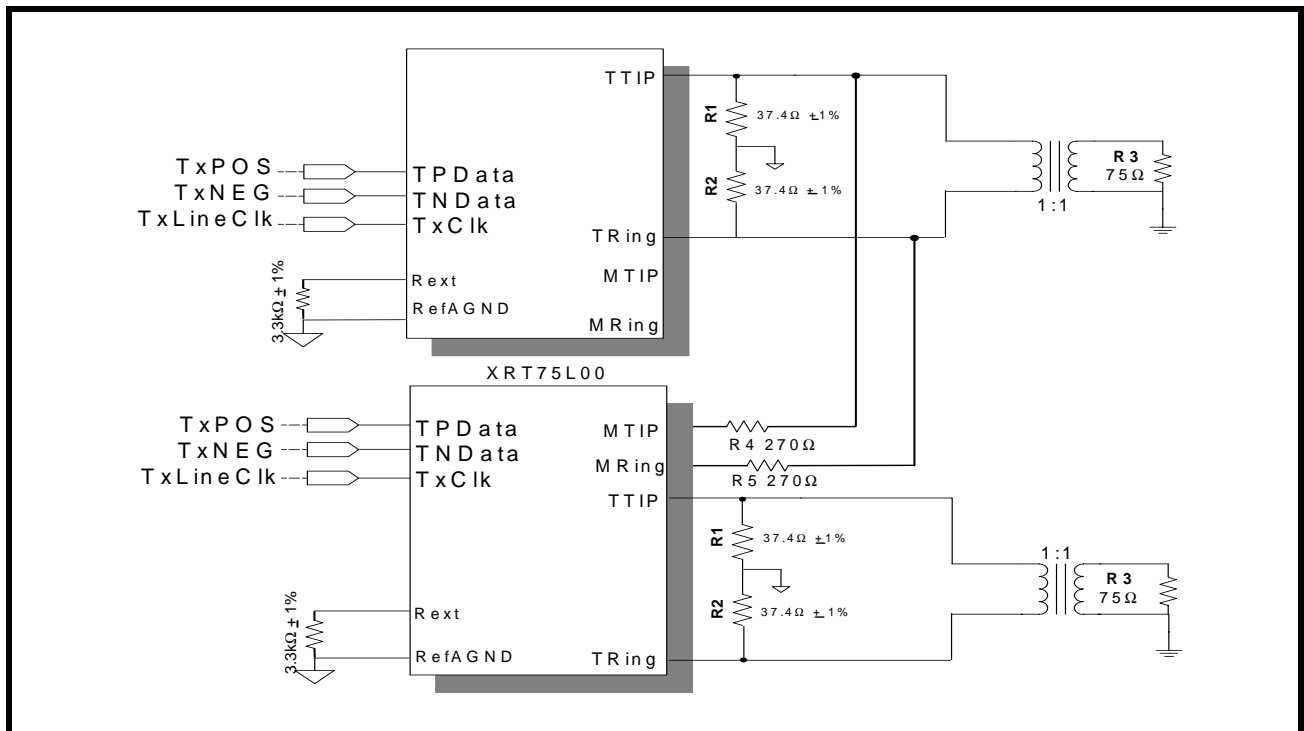 TTIP
R1
37.4Ω ±1%
TxPOS
TPData
TxNEG
TNData
R2
37.4Ω ±1%
R3
75Ω
1:1
TxLineClk
TxClk
TRing
3.3kΩ ± 1%
Rext
MTIP
RefAGND
MRing
XRT75L00
TxPOS
TPData
MTIP
R4 270Ω
TxNEG
TNData
MRing
TxLineClk
TxClk
R5 270Ω
TTIP
R1
37.4Ω ±1%
1:1
R3
75Ω
3.3kΩ ± 1%
Rext
R2
37.4Ω ±1%
RefAGND
TRing